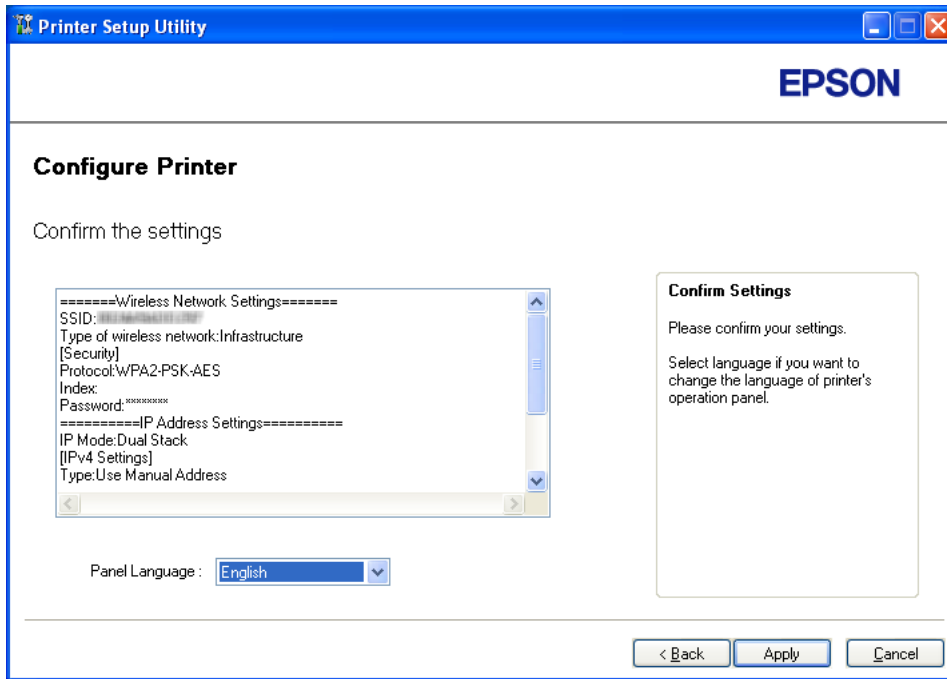 Printer Setup Utility
EPSON
Configure Printer
Confirm the settings
=======Wireless Network Settings=======
SSID:
Type of wireless network:Infrastructure
[Security]
Protocol:WPA2-PSK-AES
Index:
Password:********
==========IP Address Settings==========
IP Mode:Dual Stack
[IPv4 Settings]
Type:Use Manual Address
Confirm Settings
Please confirm your settings.
Select language if you want to
change the language of printer's
operation panel.
Panel Language : English
< Back Apply Cancel